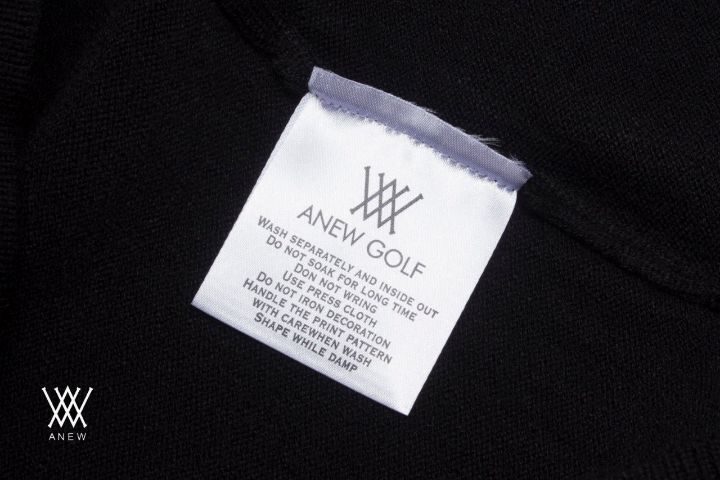 ANEW GOLF
WASH SEPARATELY AND INSIDE OUT
DO NOT SOAK FOR LONG TIME
DON NOT WRING
USE PRESS CLOTH
DO NOT IRON DECORATION
HANDLE THE PRINT PATTERN
WITH CAREWHEN WASH
SHAPE WHILE DAMP
ANEW